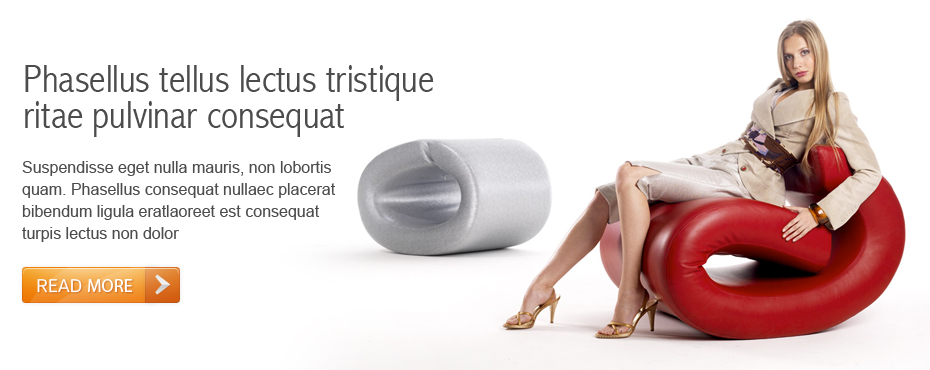 Phasellus tellus lectus tristique
ritae pulvinar consequat
Suspendisse eget nulla mauris, non lobortis
quam. Phasellus consequat nullaec placerat
bibendum ligula eratlaoreet est consequat
turpis lectus non dolor
READ MORE